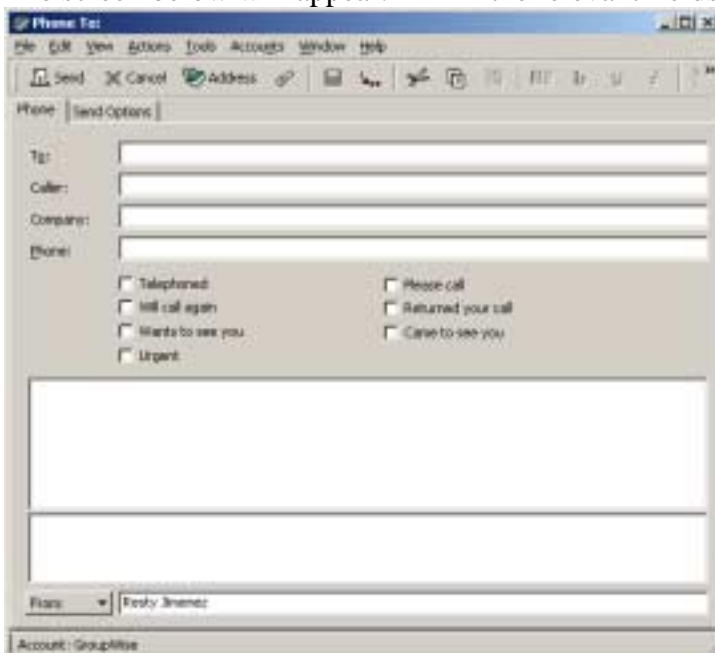 Phone To:
File Edit View Actions Tools Accounts Window Help
Send Cancel Address
Phone Send Options
To:
Caller:
Company:
Phone:
Telephoned Please call
Will call again Returned your call
Wants to see you Came to see you
Urgent
From: Resty Jimenez
Account: GroupWise